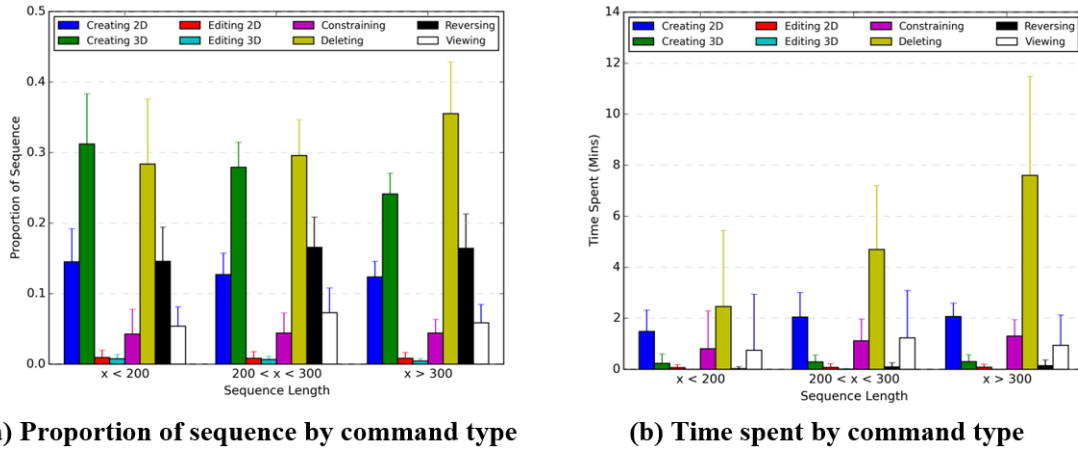 0.5
0.4
0.3
0.2
0.1
0.0
Proportion of Sequence
Creating 2D Editing 2D Constraining Reversing
Creating 3D Editing 3D Deleting Viewing
x < 200 200 < x < 300 x > 300
Sequence Length
) Proportion of sequence by command type
14
12
10
8
6
4
2
0
Time Spent (Mins)
Creating 2D Editing 2D Constraining Reversing
Creating 3D Editing 3D Deleting Viewing
x < 200 200 < x < 300 x > 300
Sequence Length
(b) Time spent by command type